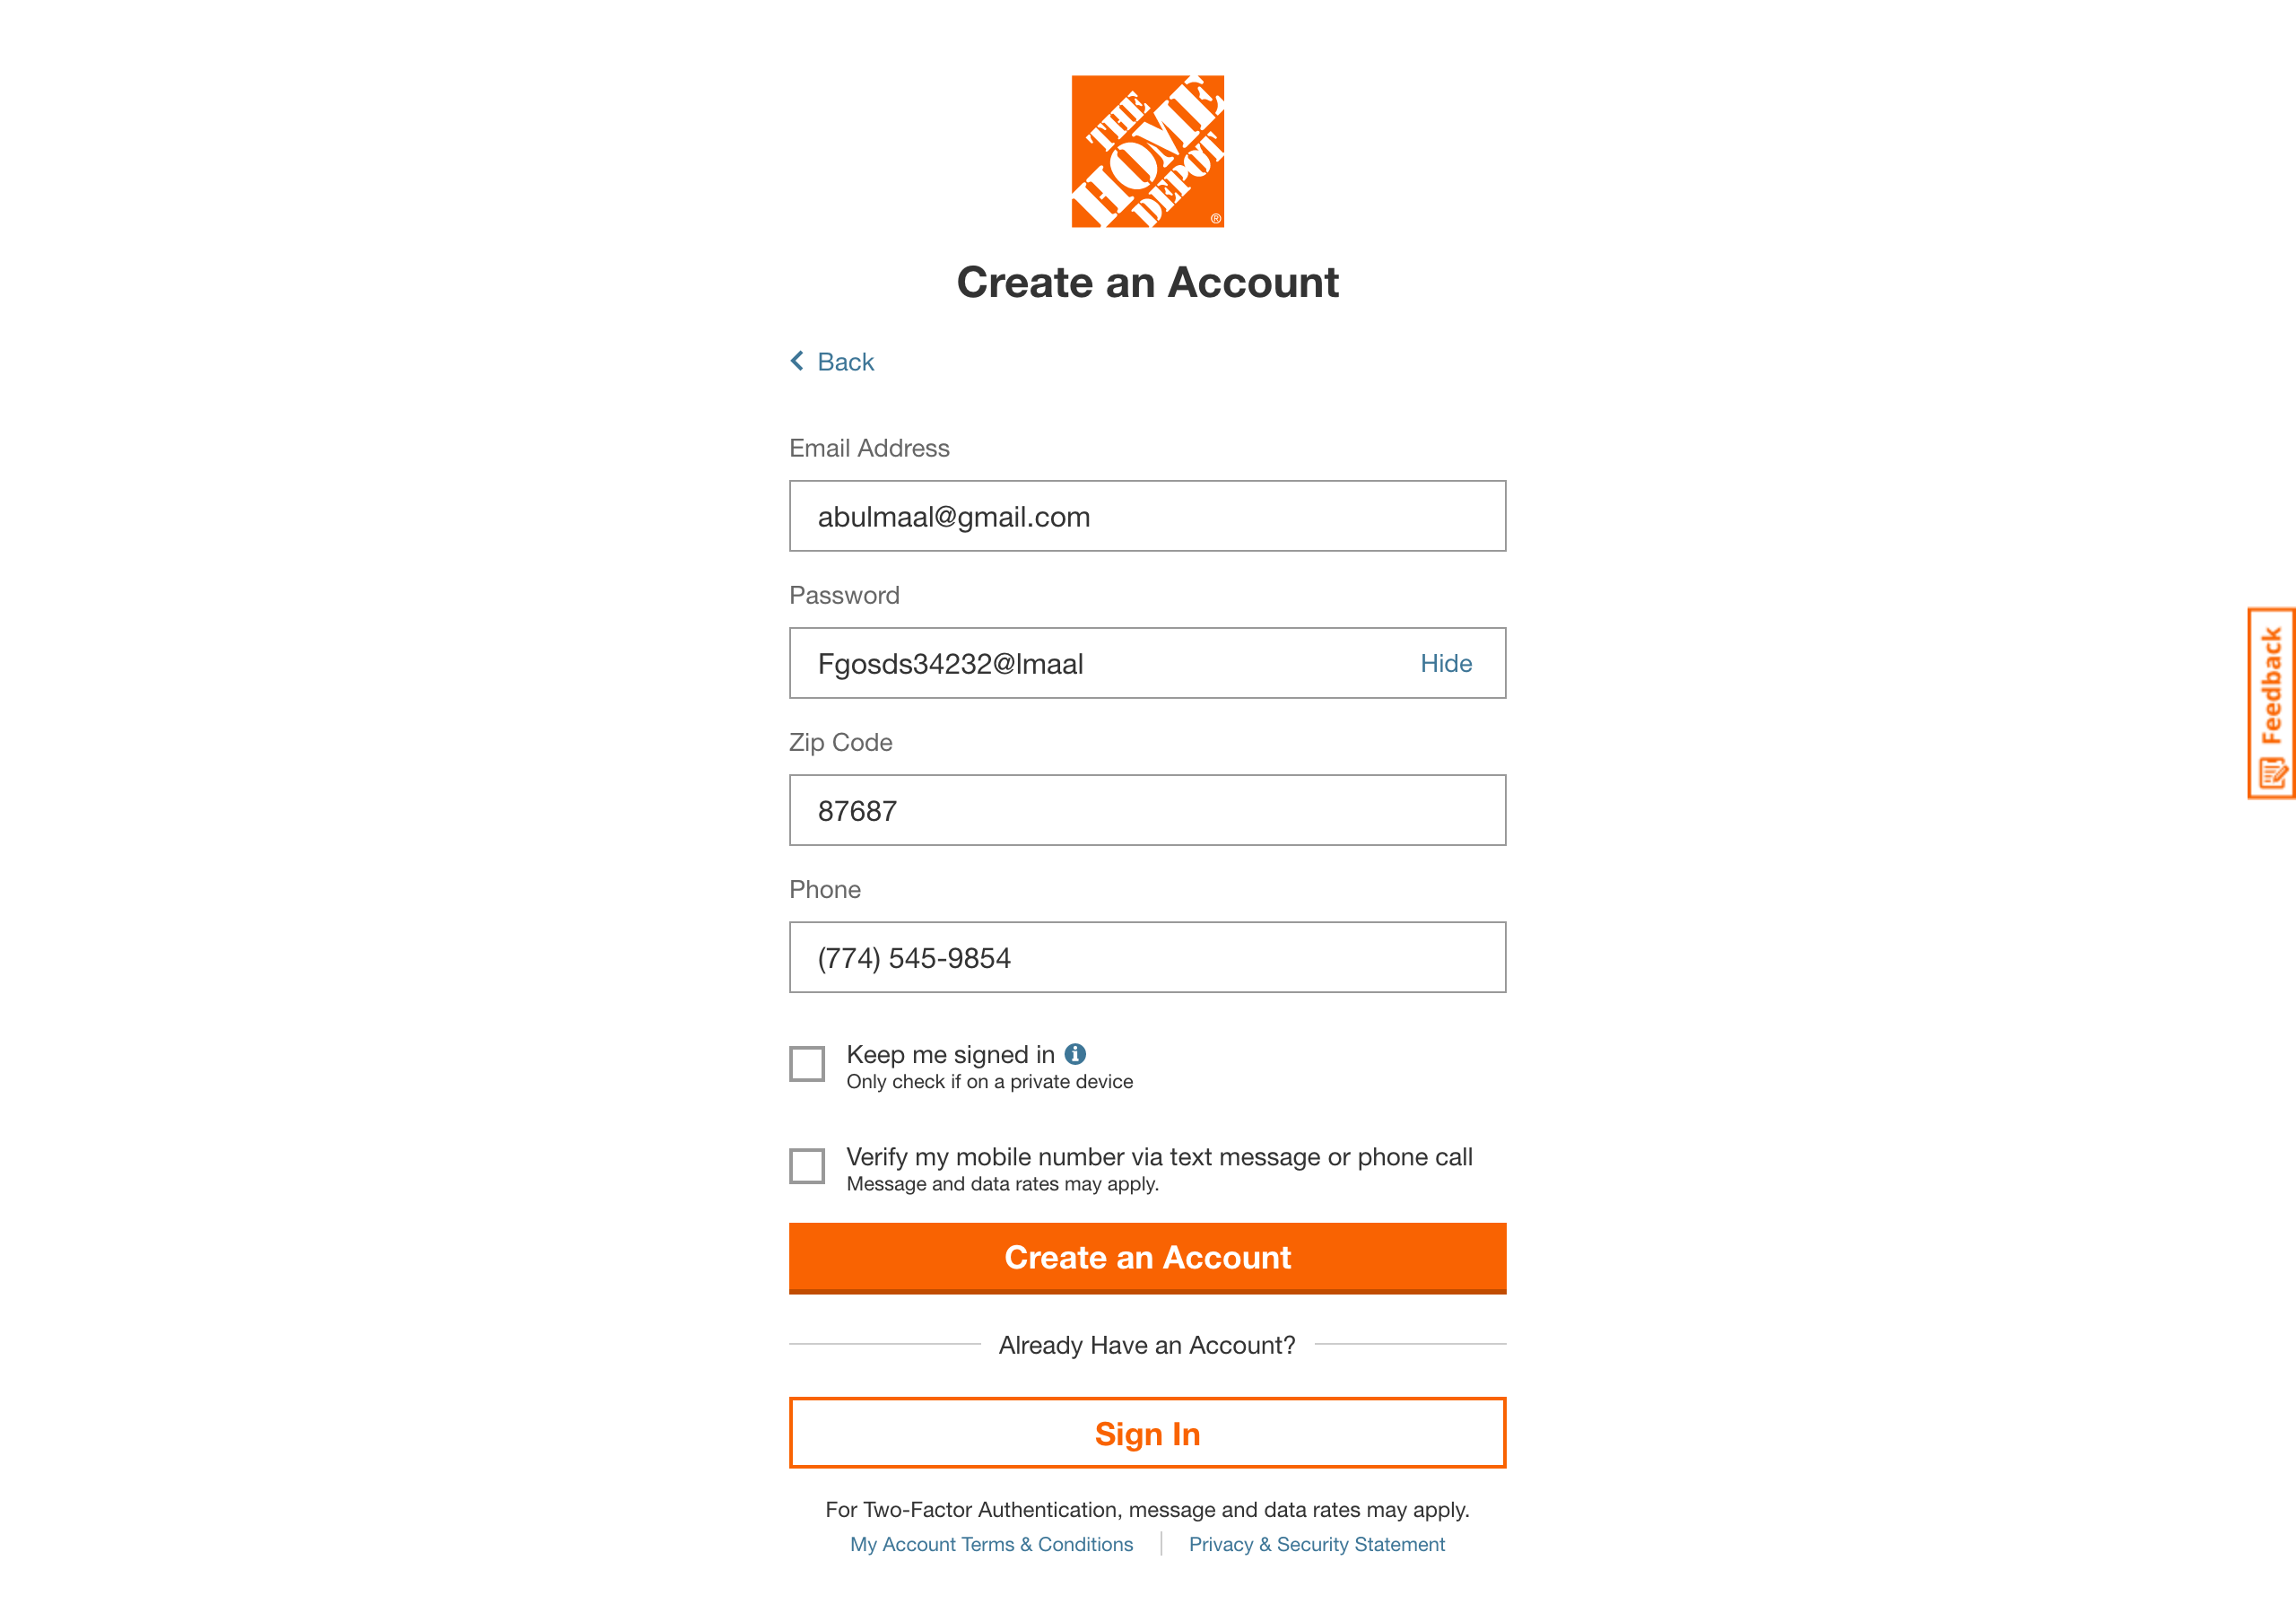 THE
HOME
DEPOT
®
Create an Account
Back
Email Address
abulmaal@gmail.com
Password
Fgosds34232@lmaal Hide
Zip Code
87687
Phone
(774) 545-9854
Keep me signed in
Only check if on a private device
Verify my mobile number via text message or phone call
Message and data rates may apply.
Create an Account
Already Have an Account?
Sign In
For Two-Factor Authentication, message and data rates may apply.
My Account Terms & Conditions Privacy & Security Statement
Feedback